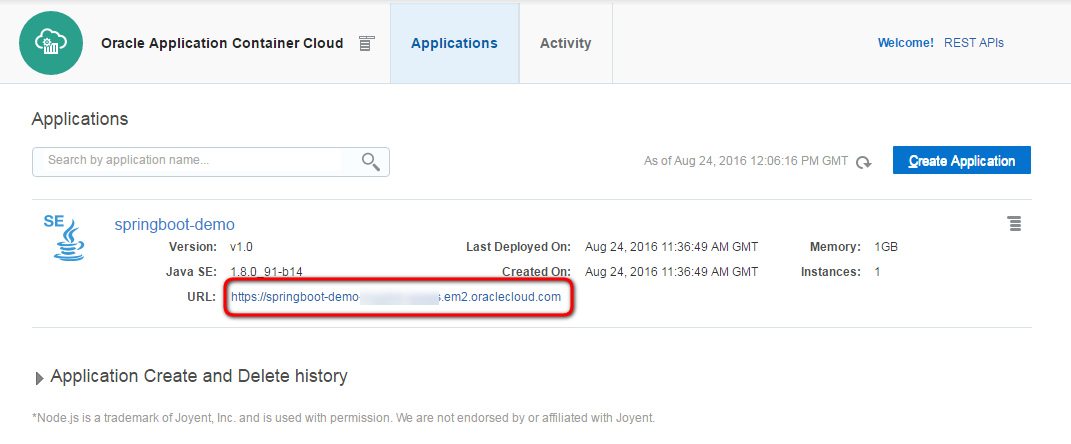 Oracle Application Container Cloud Applications Activity Welcome! REST APIs
Applications
Search by application name... As of Aug 24, 2016 12:06:16 PM GMT Create Application
SE springboot-demo
Version: v1.0 Last Deployed On: Aug 24, 2016 11:36:49 AM GMT Memory: 1GB
Java SE: 1.8.0_91-b14 Created On: Aug 24, 2016 11:36:49 AM GMT Instances: 1
URL: https://springboot-demo- s.em2.oraclecloud.com
Application Create and Delete history
*Node.js is a trademark of Joyent, Inc. and is used with permission. We are not endorsed by or affiliated with Joyent.